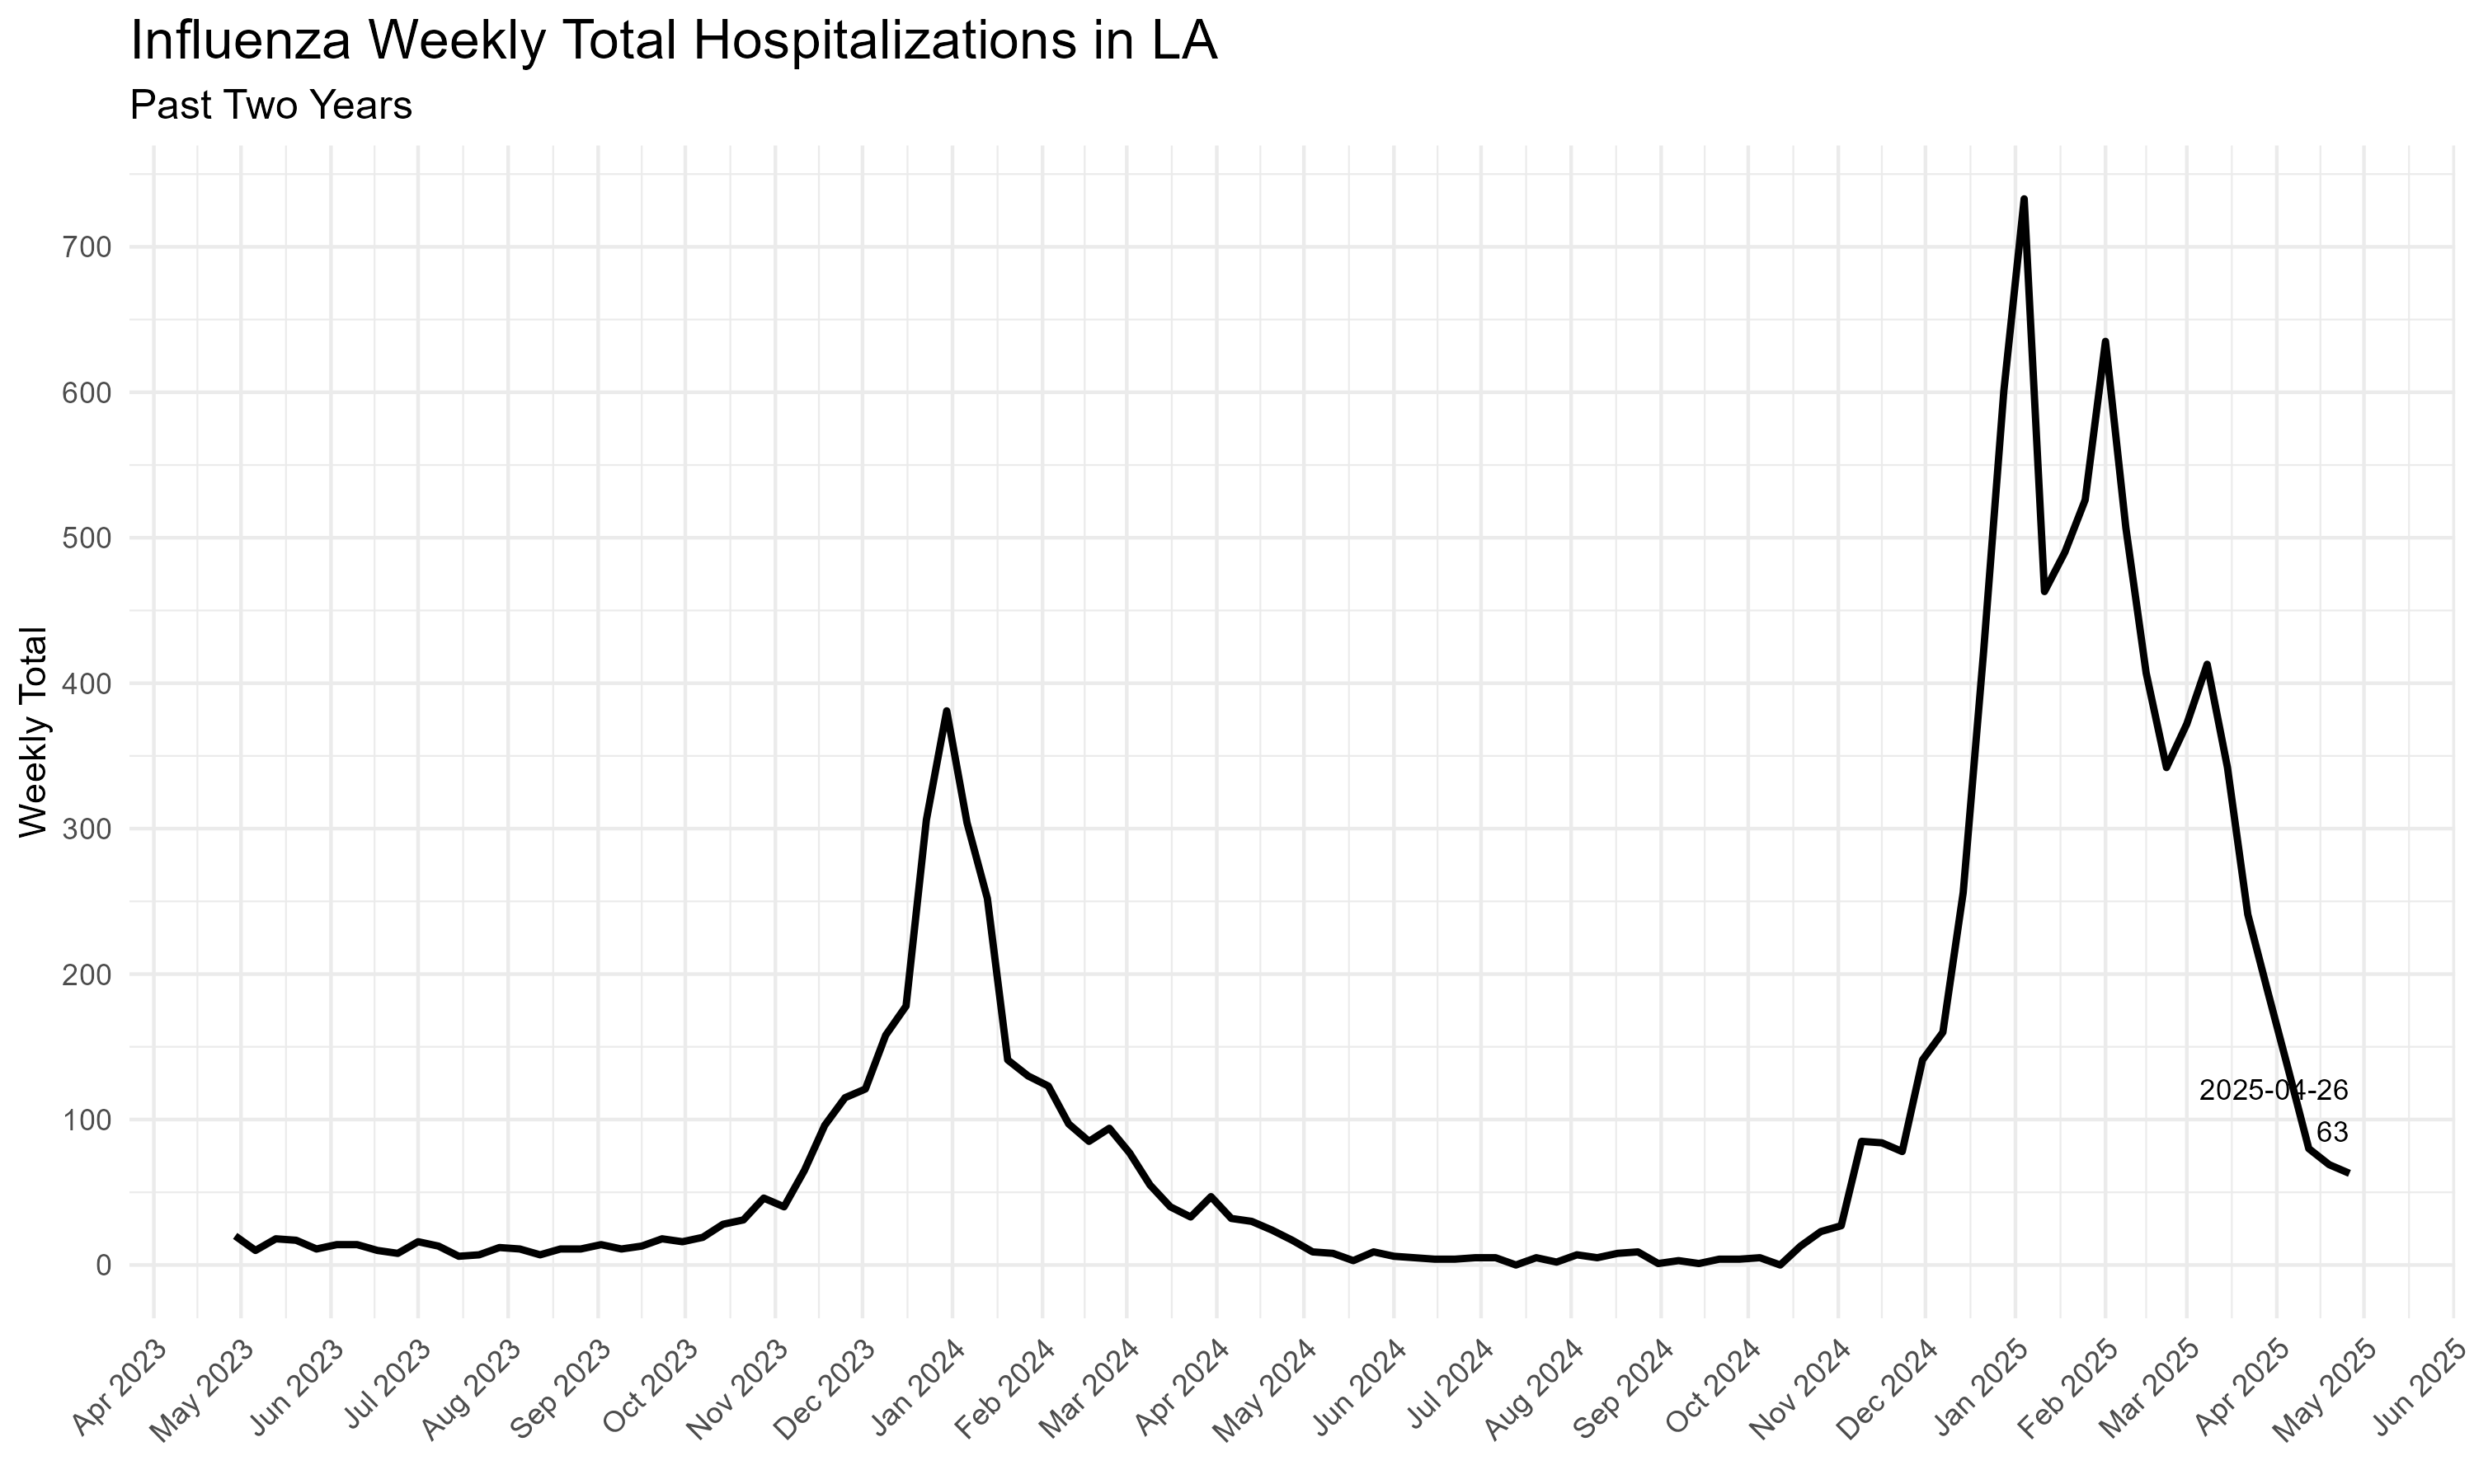 Influenza Weekly Total Hospitalizations in LA
Past Two Years
Weekly Total
700
600
500
400
300
200
100
0
2025-04-26
63
Apr 2023
May 2023
Jun 2023
Jul 2023
Aug 2023
Sep 2023
Oct 2023
Nov 2023
Dec 2023
Jan 2024
Feb 2024
Mar 2024
Apr 2024
May 2024
Jun 2024
Jul 2024
Aug 2024
Sep 2024
Oct 2024
Nov 2024
Dec 2024
Jan 2025
Feb 2025
Mar 2025
Apr 2025
May 2025
Jun 2025